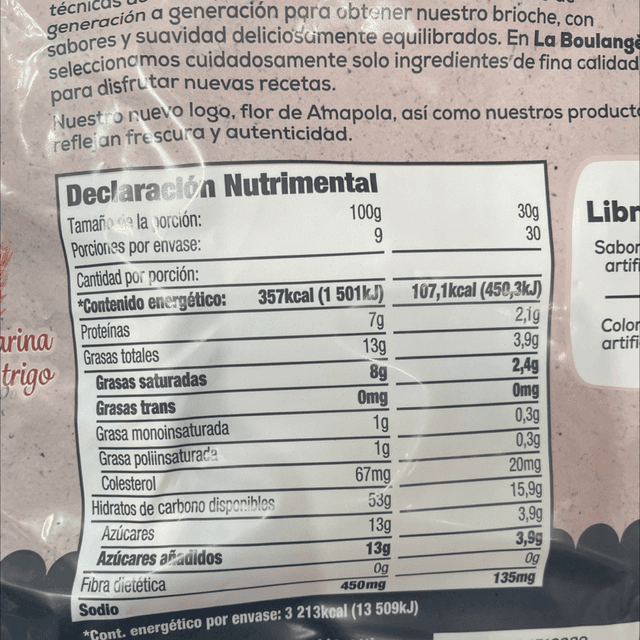 técnicas de
generación a generación para obtener nuestro brioche, con
sabores y suavidad deliciosamente equilibrados. En La Boulangè
seleccionamos cuidadosamente solo ingredientes de fina calidad
para disfrutar nuevas recetas.
Nuestro nuevo logo, flor de Amapola, así como nuestros producto
reflejan frescura y autenticidad.
Declaración Nutrimental
Tamaño de la porción: 100g 30g
Porciones por envase: 9 30
Cantidad por porción:
*Contenido energético: 357kcal (1 501kJ) 107,1kcal (450,3kJ)
Proteínas 7g 2,1g
Grasas totales 13g 3,9g
Grasas saturadas 8g 2,4g
Grasas trans 0mg 0mg
Grasa monoinsaturada 1g 0,3g
Grasa poliinsaturada 1g 0,3g
Colesterol 67mg 20mg
Hidratos de carbono disponibles 53g 15,9g
Azúcares 13g 3,9g
Azúcares añadidos 13g 3,9g
Fibra dietética 0g 0g
Sodio 450mg 135mg
*Cont. energético por envase: 3 213kcal (13 509kJ)
arina
trigo
Libr
Sabor
artifi
Color
artifi